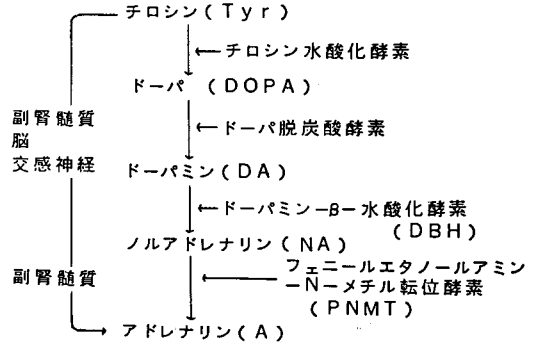 チロシン(Tyr)
←チロシン水酸化酵素
ドーパ (DOPA)
副腎髄質
脳
交感神経
←ドーパ脱炭酸酵素
ドーパミン(DA)
←ドーパミン-β-水酸化酵素
(DBH)
ノルアドレナリン(NA)
副腎髄質
フェニールエタノールアミン
-N-メチル転位酵素
(PNMT)
アドレナリン(A)